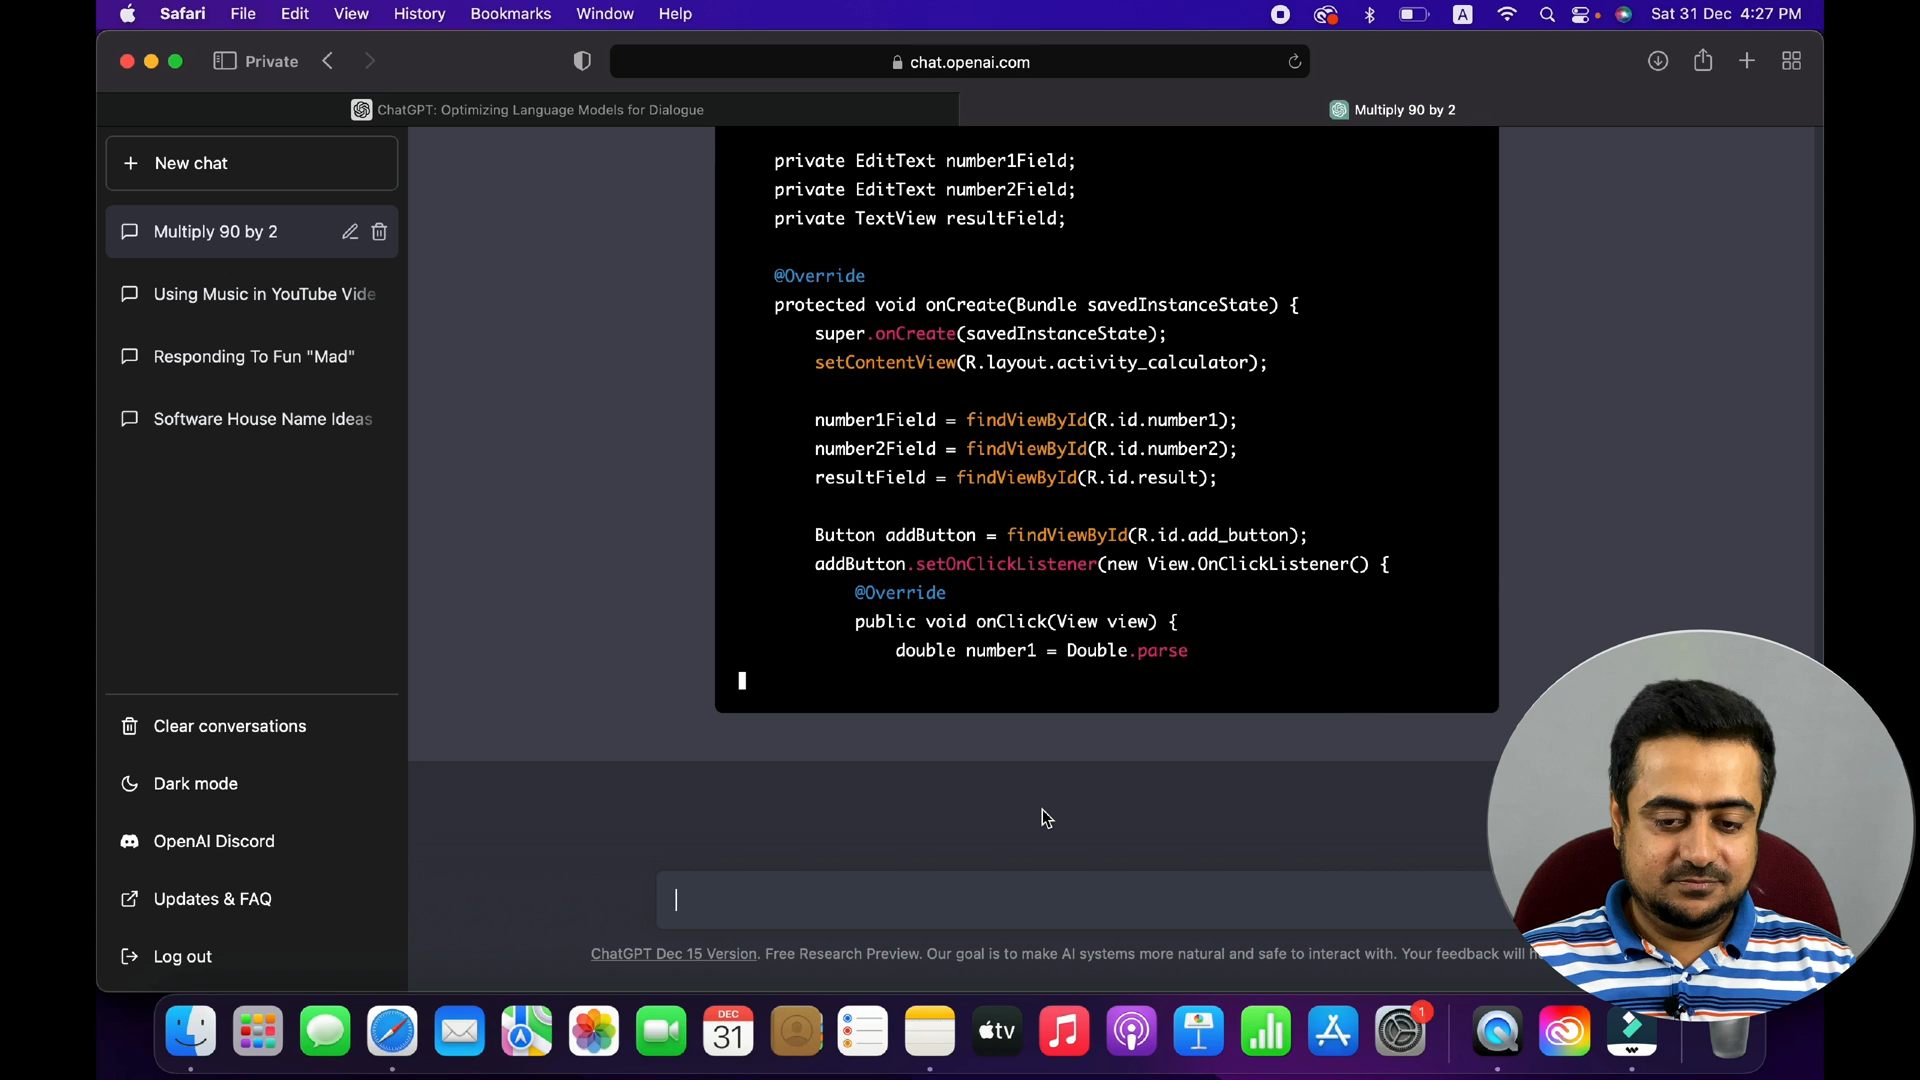 Safari File Edit View History Bookmarks Window Help A Sat 31 Dec 4:27 PM
Private chat.openai.com
ChatGPT: Optimizing Language Models for Dialogue Multiply 90 by 2
New chat
Multiply 90 by 2
Using Music in YouTube Vide
Responding To Fun "Mad"
Software House Name Ideas
Clear conversations
Dark mode
OpenAI Discord
Updates & FAQ
Log out
private EditText number1Field;
private EditText number2Field;
private TextView resultField;
@Override
protected void onCreate(Bundle savedInstanceState) {
super.onCreate(savedInstanceState);
setContentView(R.layout.activity_calculator);
number1Field = findViewById(R.id.number1);
number2Field = findViewById(R.id.number2);
resultField = findViewById(R.id.result);
Button addButton = findViewById(R.id.add_button);
addButton.setOnClickListener(new View.OnClickListener() {
@Override
public void onClick(View view) {
double number1 = Double.parse
ChatGPT Dec 15 Version. Free Research Preview. Our goal is to make AI systems more natural and safe to interact with. Your feedback will
DEC
31
tv
1